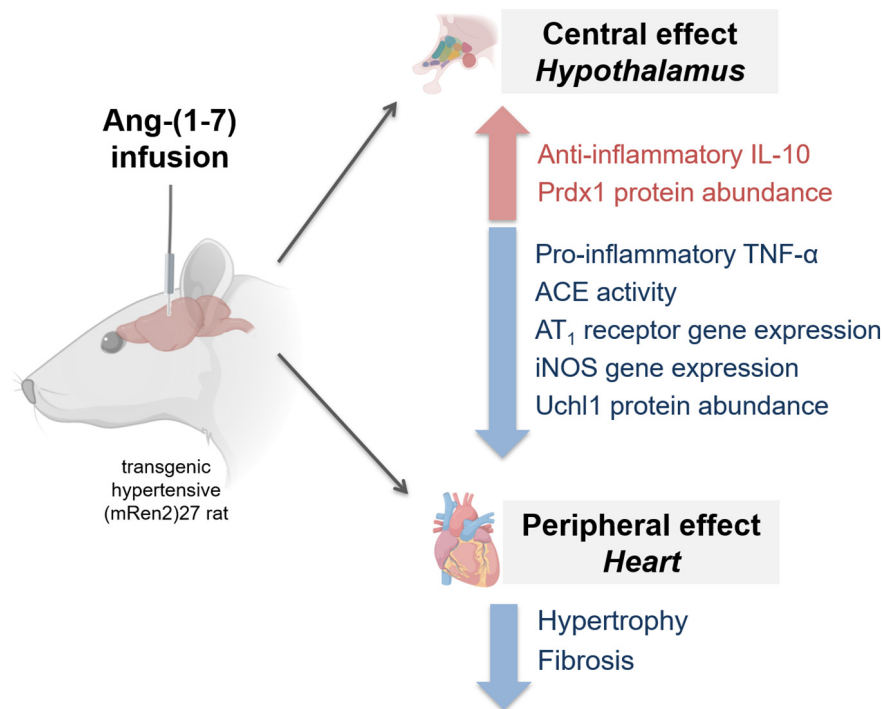 Ang-(1-7)
infusion
transgenic
hypertensive
(mRen2)27 rat
Central effect
Hypothalamus
Anti-inflammatory IL-10
Prdx1 protein abundance
Pro-inflammatory TNF-α
ACE activity
AT₁ receptor gene expression
iNOS gene expression
Uchl1 protein abundance
Peripheral effect
Heart
Hypertrophy
Fibrosis